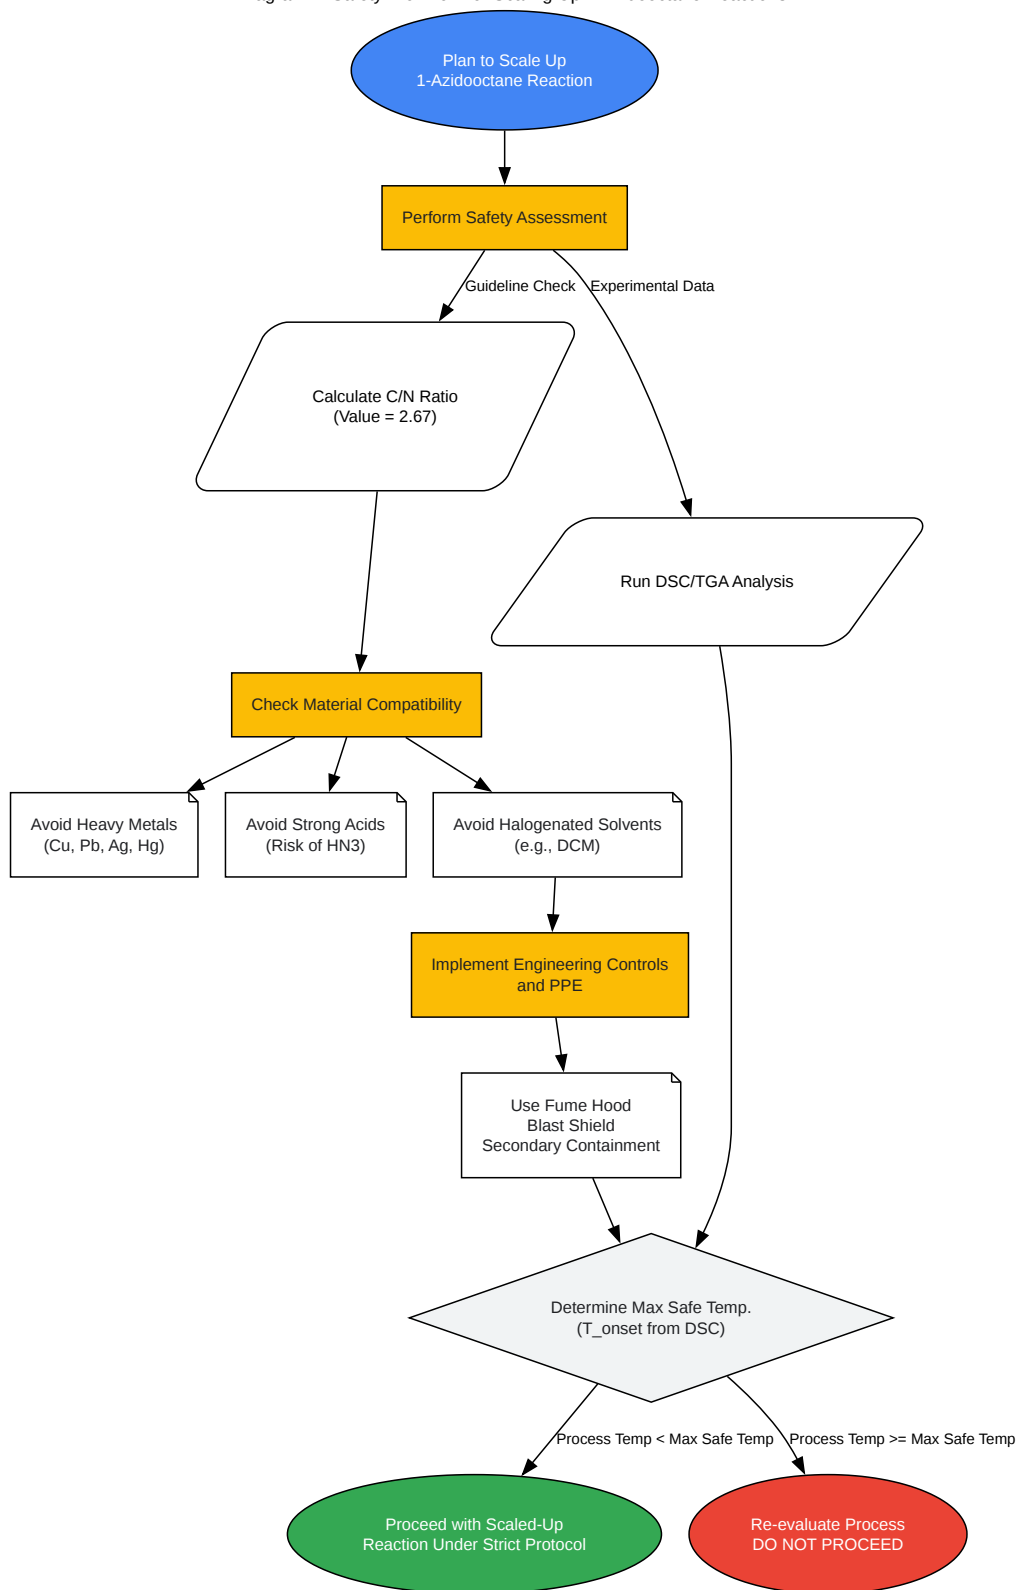 Plan to Scale Up
1-Azidooctane Reaction
Perform Safety Assessment
Guideline Check
Experimental Data
Calculate C/N Ratio
(Value = 2.67)
Run DSC/TGA Analysis
Check Material Compatibility
Avoid Heavy Metals
(Cu, Pb, Ag, Hg)
Avoid Strong Acids
(Risk of HN3)
Avoid Halogenated Solvents
(e.g., DCM)
Implement Engineering Controls
and PPE
Use Fume Hood
Blast Shield
Secondary Containment
Determine Max Safe Temp.
(T_onset from DSC)
Process Temp < Max Safe Temp
Process Temp >= Max Safe Temp
Proceed with Scaled-Up
Reaction Under Strict Protocol
Re-evaluate Process
DO NOT PROCEED